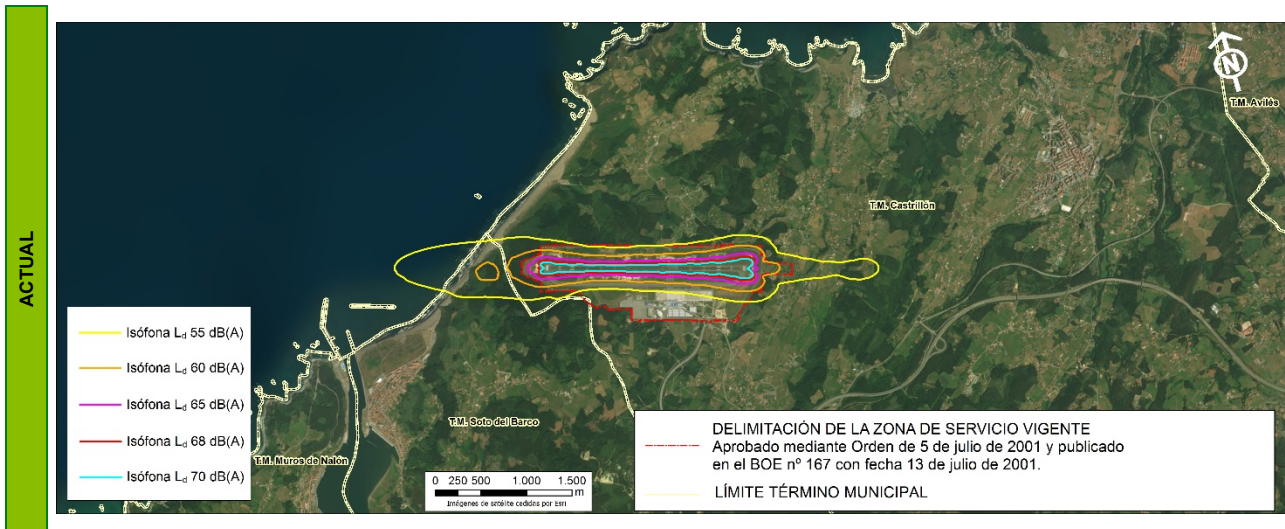 ACTUAL
N
T.M. Avilés
T.M. Castrillón
T.M. Soto del Barco
T.M. Muros de Nalón
Isófona Ld 55 dB(A)
Isófona Ld 60 dB(A)
Isófona Ld 65 dB(A)
Isófona Ld 68 dB(A)
Isófona Ld 70 dB(A)
0 250 500 1.000 1.500
m
Imágenes de satélite cedidas por Esri
DELIMITACIÓN DE LA ZONA DE SERVICIO VIGENTE
Aprobado mediante Orden de 5 de julio de 2001 y publicado
en el BOE nº 167 con fecha 13 de julio de 2001.
LÍMITE TÉRMINO MUNICIPAL